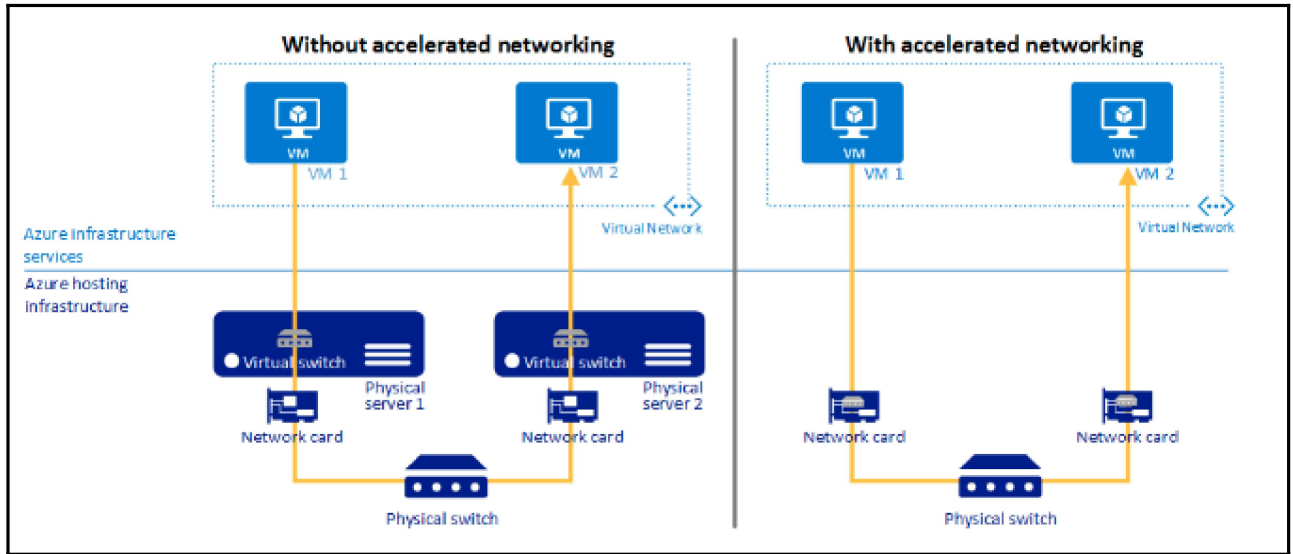 Without accelerated networking
With accelerated networking
VM
VM 1
VM
VM 2
VM
VM 1
VM
VM 2
Virtual Network
Virtual Network
Azure infrastructure
services
Azure hosting
infrastructure
Virtual switch
Physical
server 1
Virtual switch
Physical
server 2
Network card
Network card
Network card
Network card
Physical switch
Physical switch